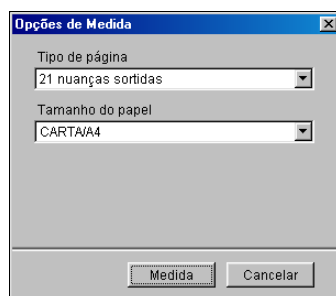 Opções de Medida
Tipo de página
21 nuanças sortidas
Tamanho do papel
CARTA/A4
Medida Cancelar